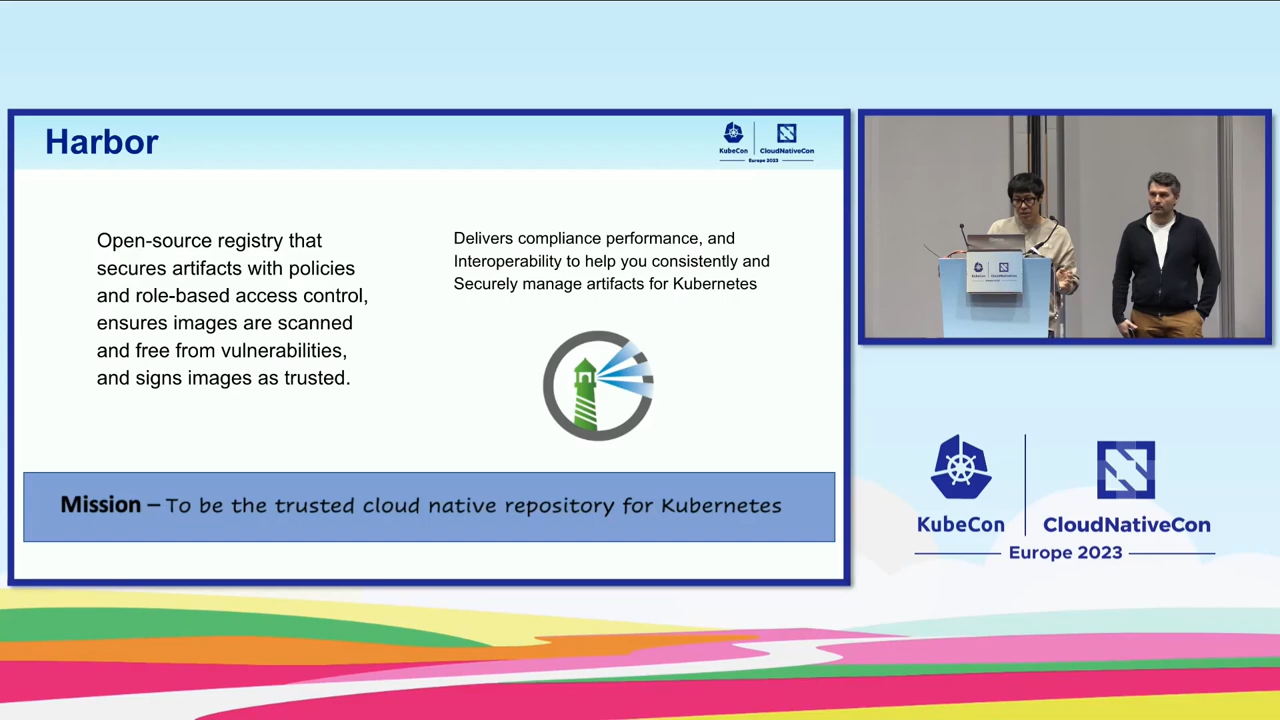 Harbor
KubeCon
CloudNativeCon
Europe 2023
Open-source registry that
secures artifacts with policies
and role-based access control,
ensures images are scanned
and free from vulnerabilities,
and signs images as trusted.
Delivers compliance performance, and
Interoperability to help you consistently and
Securely manage artifacts for Kubernetes
Mission – To be the trusted cloud native repository for Kubernetes
KubeCon
CloudNativeCon
Europe 2023